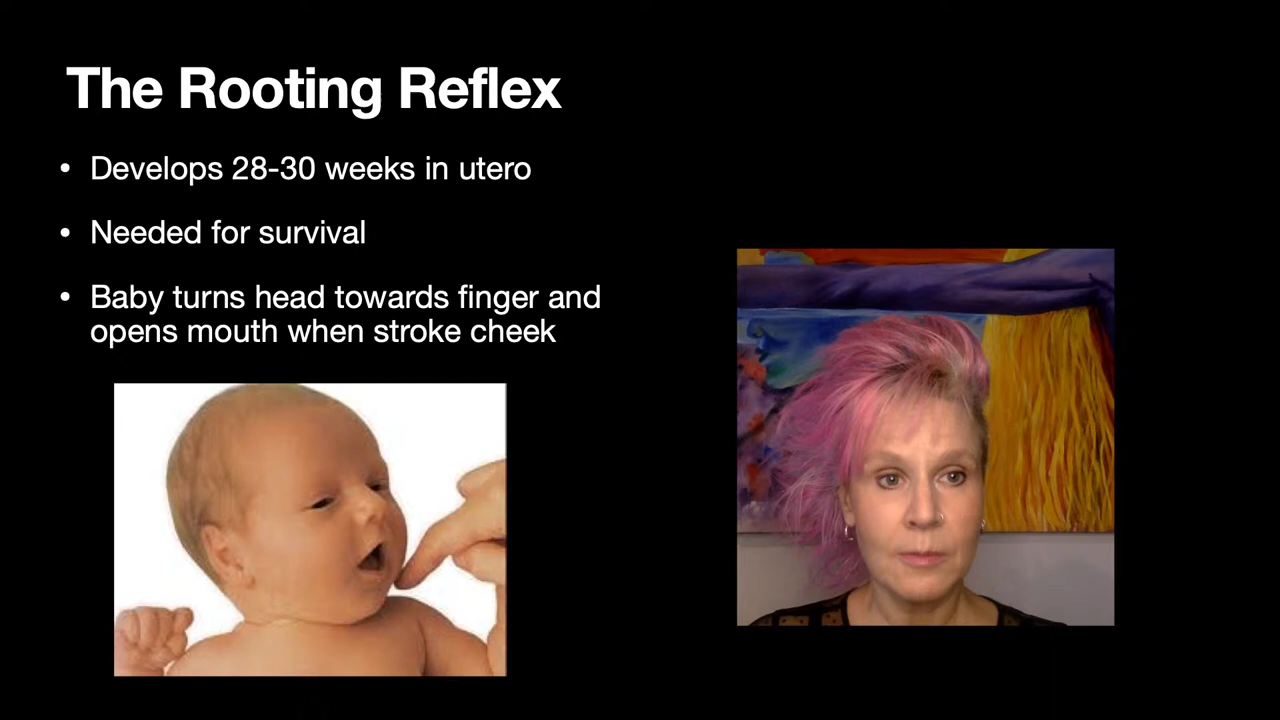 The Rooting Reflex
• Develops 28-30 weeks in utero
• Needed for survival
• Baby turns head towards finger and
opens mouth when stroke cheek